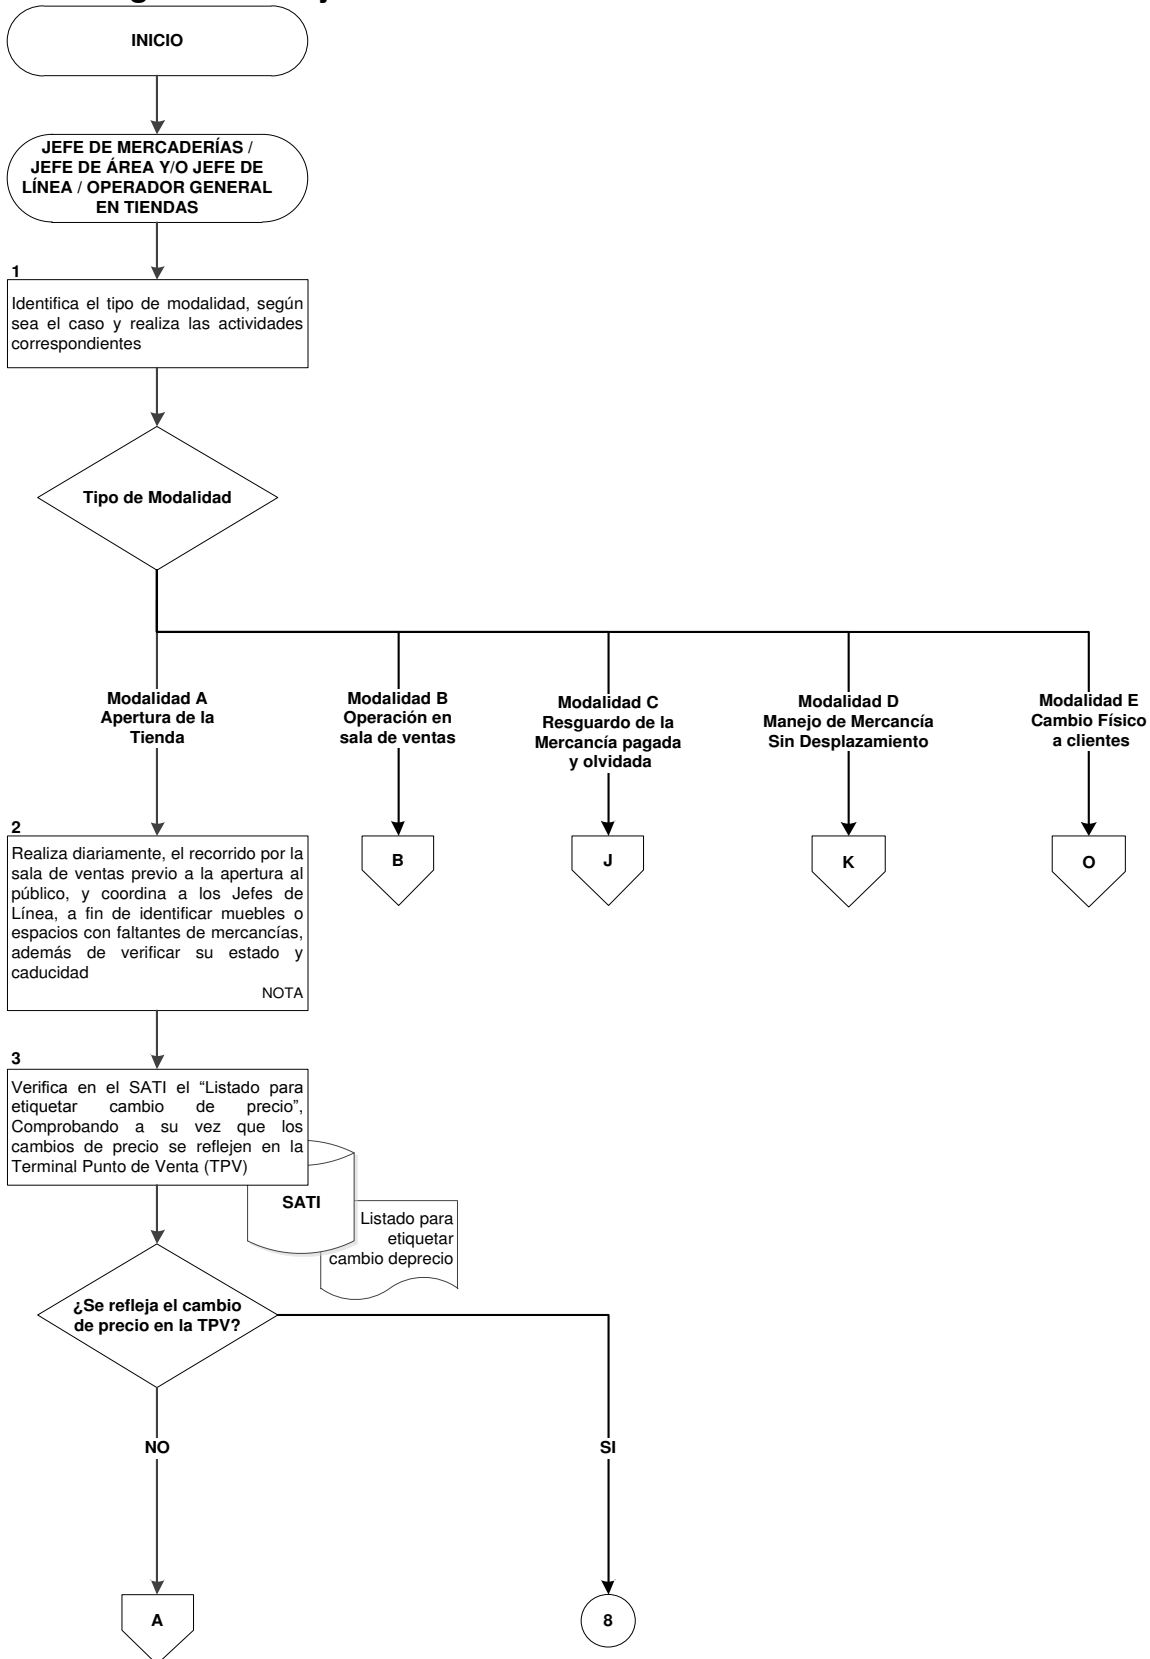 INICIO
JEFE DE MERCADERÍAS /
JEFE DE ÁREA Y/O JEFE DE
LÍNEA / OPERADOR GENERAL
EN TIENDAS
1
Identifica el tipo de modalidad, según
sea el caso y realiza las actividades
correspondientes
Tipo de Modalidad
Modalidad A
Apertura de la
Tienda
Modalidad B
Operación en
sala de ventas
Modalidad C
Resguardo de la
Mercancía pagada
y olvidada
Modalidad D
Manejo de Mercancía
Sin Desplazamiento
Modalidad E
Cambio Físico
a clientes
2
Realiza diariamente, el recorrido por la
sala de ventas previo a la apertura al
público, y coordina a los Jefes de
Línea, a fin de identificar muebles o
espacios con faltantes de mercancías,
además de verificar su estado y
caducidad
NOTA
B
J
K
O
3
Verifica en el SATI el “Listado para
etiquetar cambio de precio”,
Comprobando a su vez que los
cambios de precio se reflejen en la
Terminal Punto de Venta (TPV)
SATI
Listado para
etiquetar
cambio deprecio
¿Se refleja el cambio
de precio en la TPV?
NO
SI
A
8